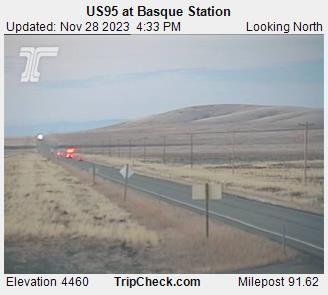 US95 at Basque Station
Updated: Nov 28 2023 4:33 PM Looking North
Elevation 4460 TripCheck.com Milepost 91.62